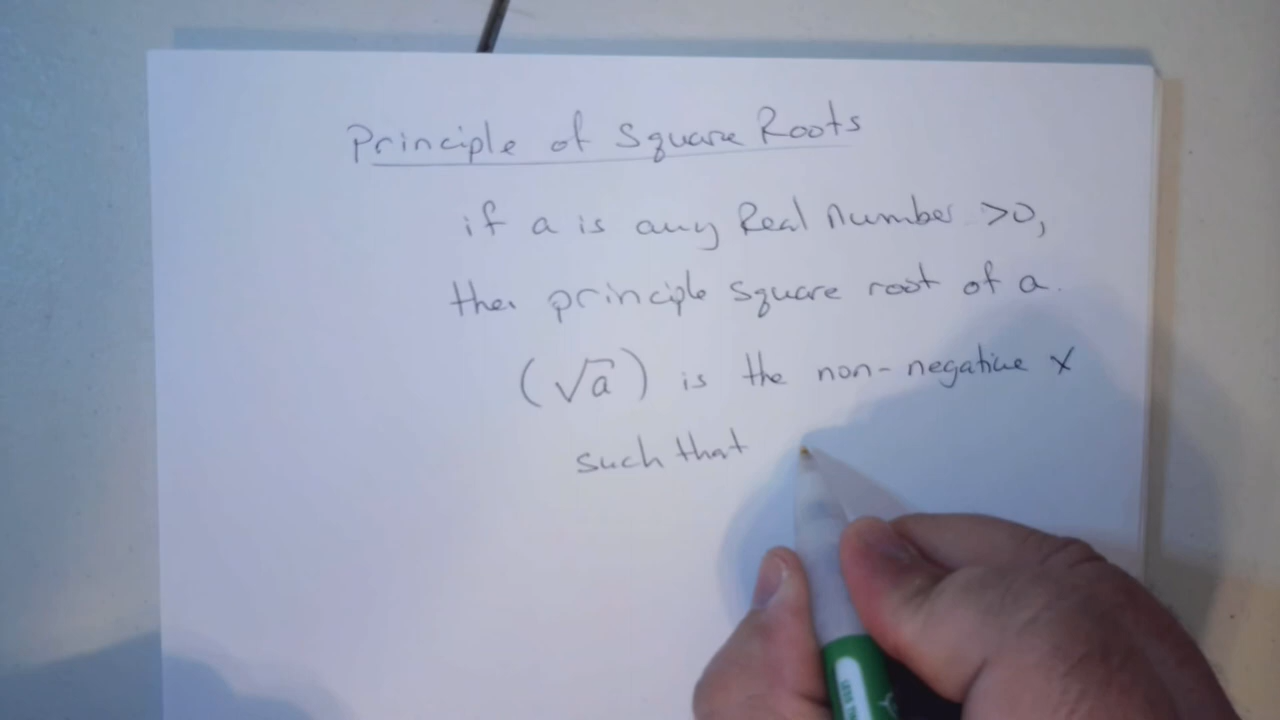 Principle of Square Roots
if a is any Real Number >0,
the principle square root of a.
(√a) is the non-negative x
such that